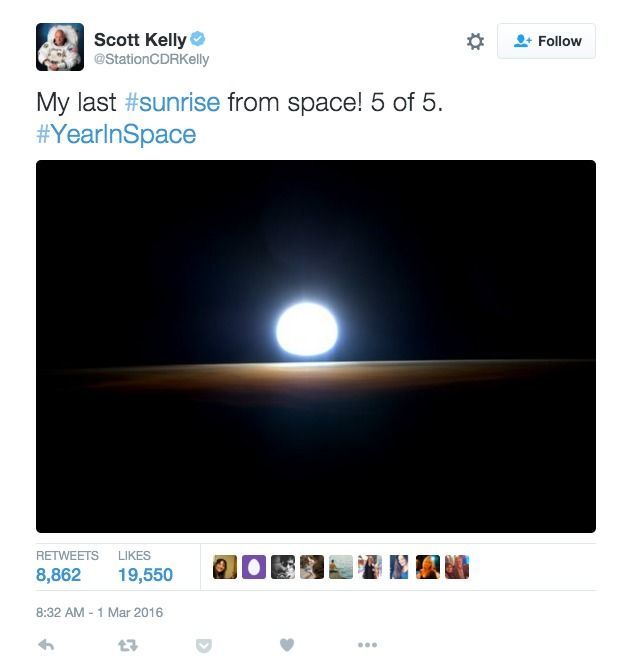 Scott Kelly
@StationCDRKelly
Follow
My last #sunrise from space! 5 of 5.
#YearInSpace
RETWEETS LIKES
8,862 19,550
8:32 AM - 1 Mar 2016